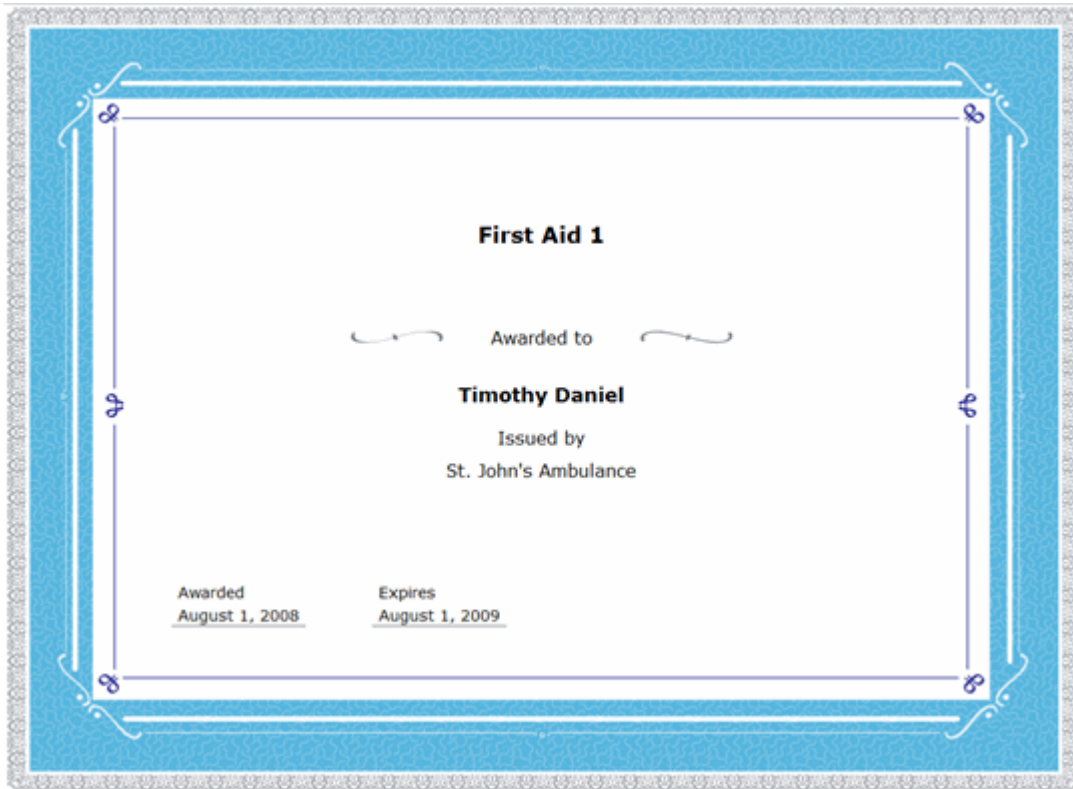 First Aid 1
Awarded to
Timothy Daniel
Issued by
St. John's Ambulance
Awarded
August 1, 2008
Expires
August 1, 2009